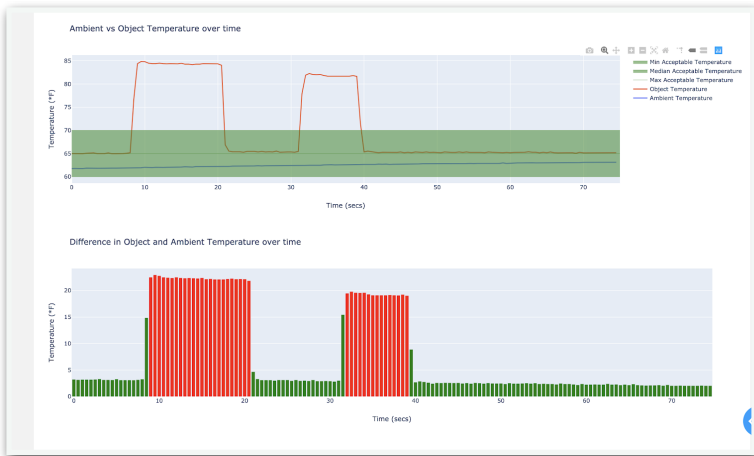 Ambient vs Object Temperature over time
85
80
75
70
65
60
Temperature (°F)
0 10 20 30 40 50 60 70
Time (secs)
Min Acceptable Temperature
Median Acceptable Temperature
Max Acceptable Temperature
Object Temperature
Ambient Temperature
Difference in Object and Ambient Temperature over time
20
15
10
5
0
Temperature (°F)
0 10 20 30 40 50 60 70
Time (secs)